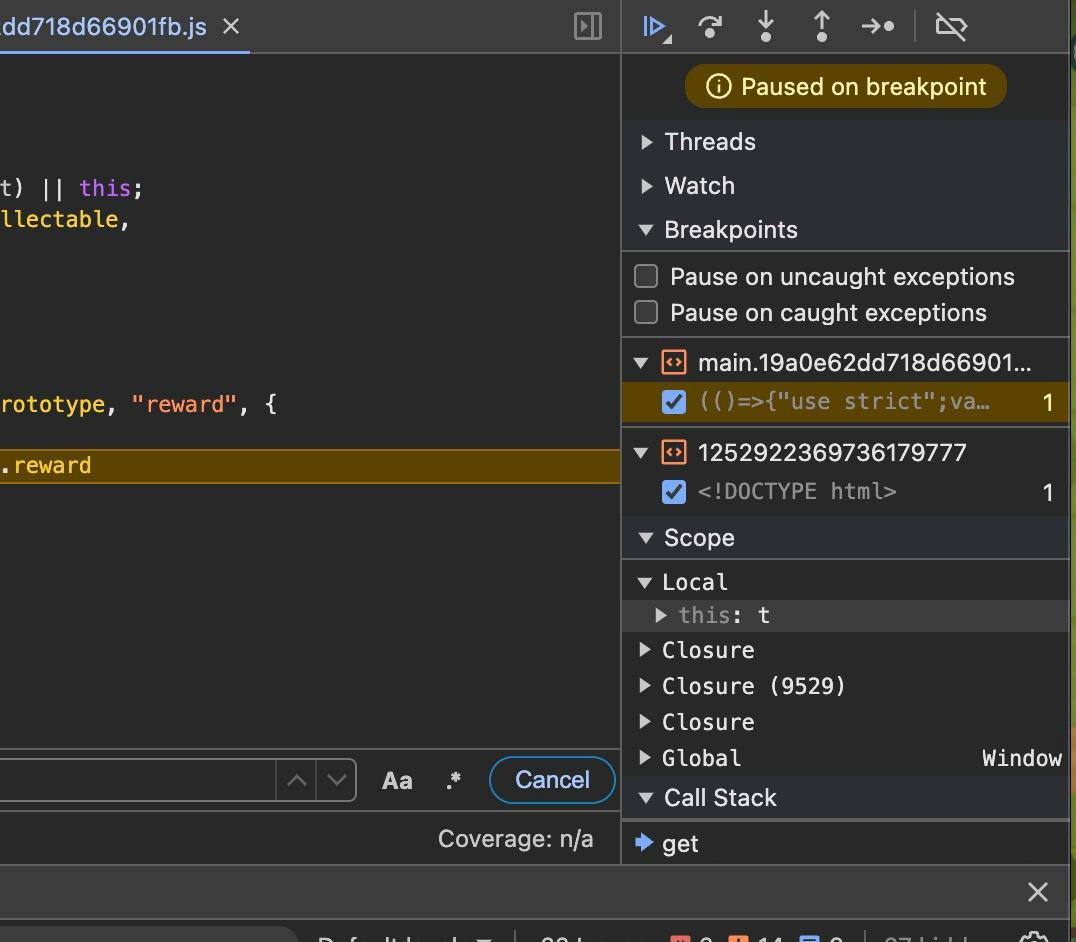 dd718d66901fb.js
Paused on breakpoint
Threads
Watch
t) || this;
llectable,
Breakpoints
Pause on uncaught exceptions
Pause on caught exceptions
main.19a0e62dd718d66901...
rototype, "reward", {
(()=>{"use strict";va… 1
.reward
1252922369736179777
<!DOCTYPE html> 1
Scope
Local
this: t
Closure
Closure (9529)
Closure
Global Window
Aa .* Cancel
Call Stack
Coverage: n/a
get